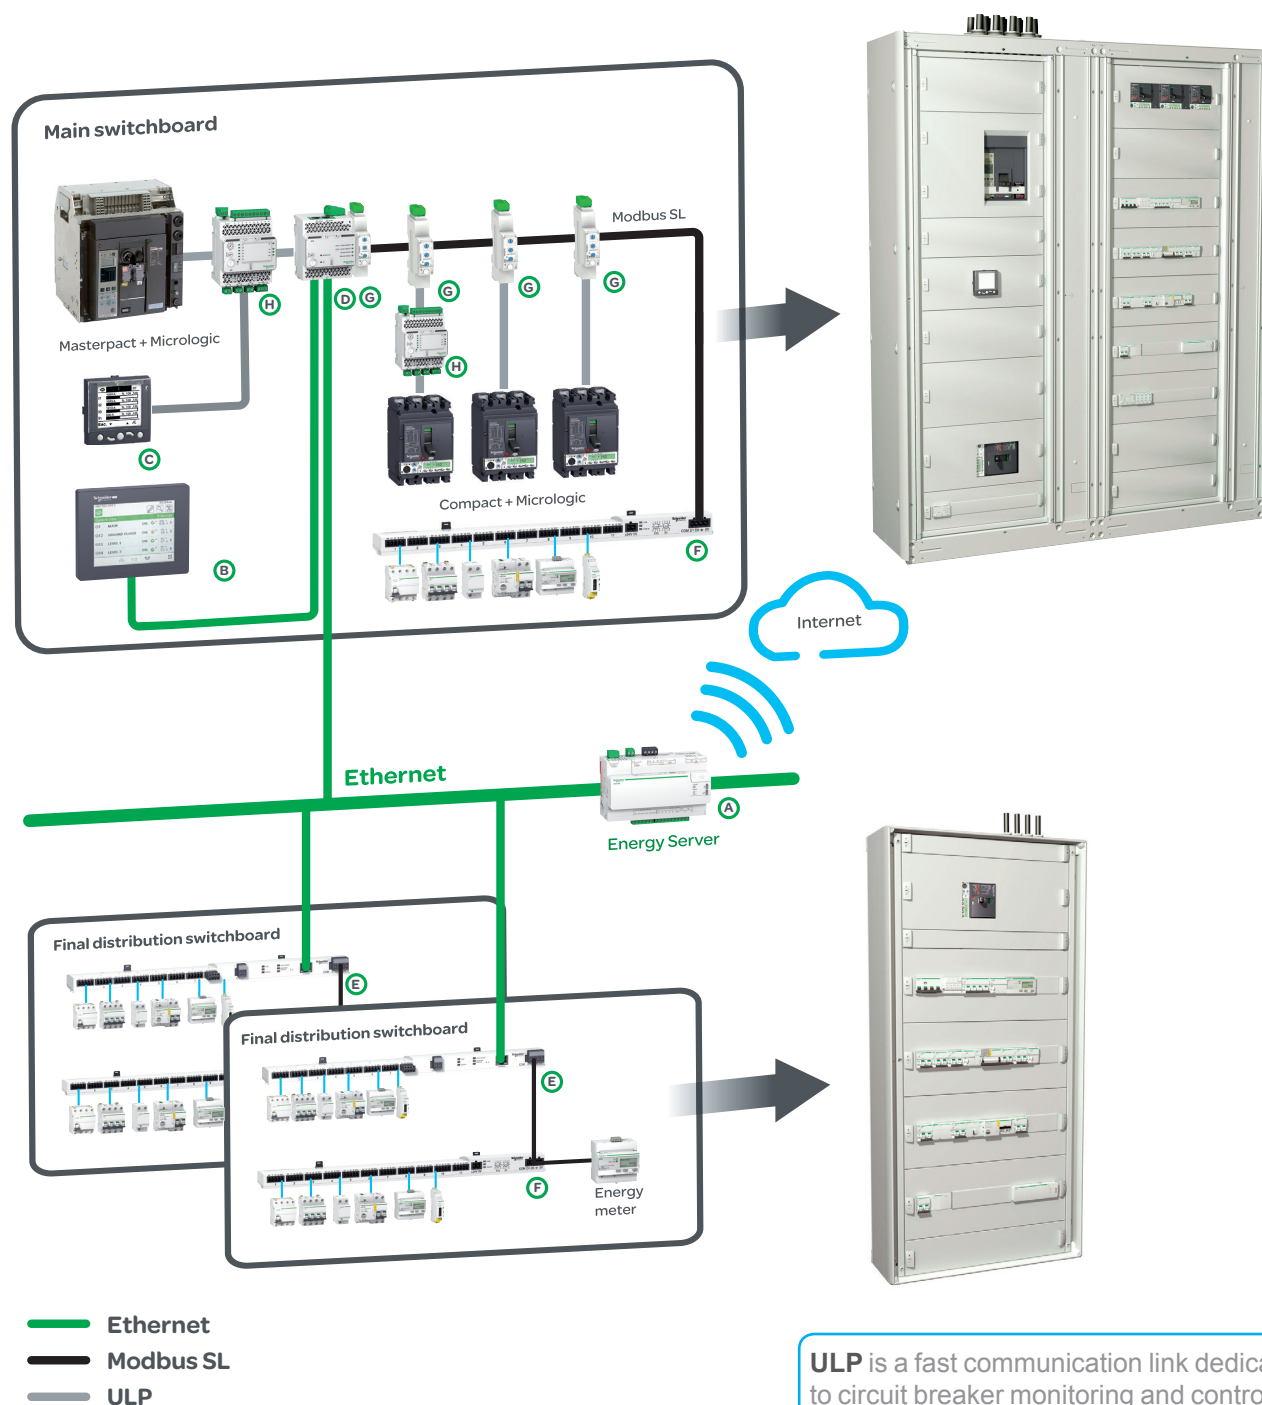 Main switchboard
Modbus SL
H
D
G
G
G
G
Masterpact + Micrologic
H
C
Compact + Micrologic
Schneider
B
F
Internet
Ethernet
A
Energy Server
Final distribution switchboard
E
Final distribution switchboard
E
F
Energy
meter
Ethernet
Modbus SL
ULP
ULP is a fast communication link dedica
to circuit breaker monitoring and contro